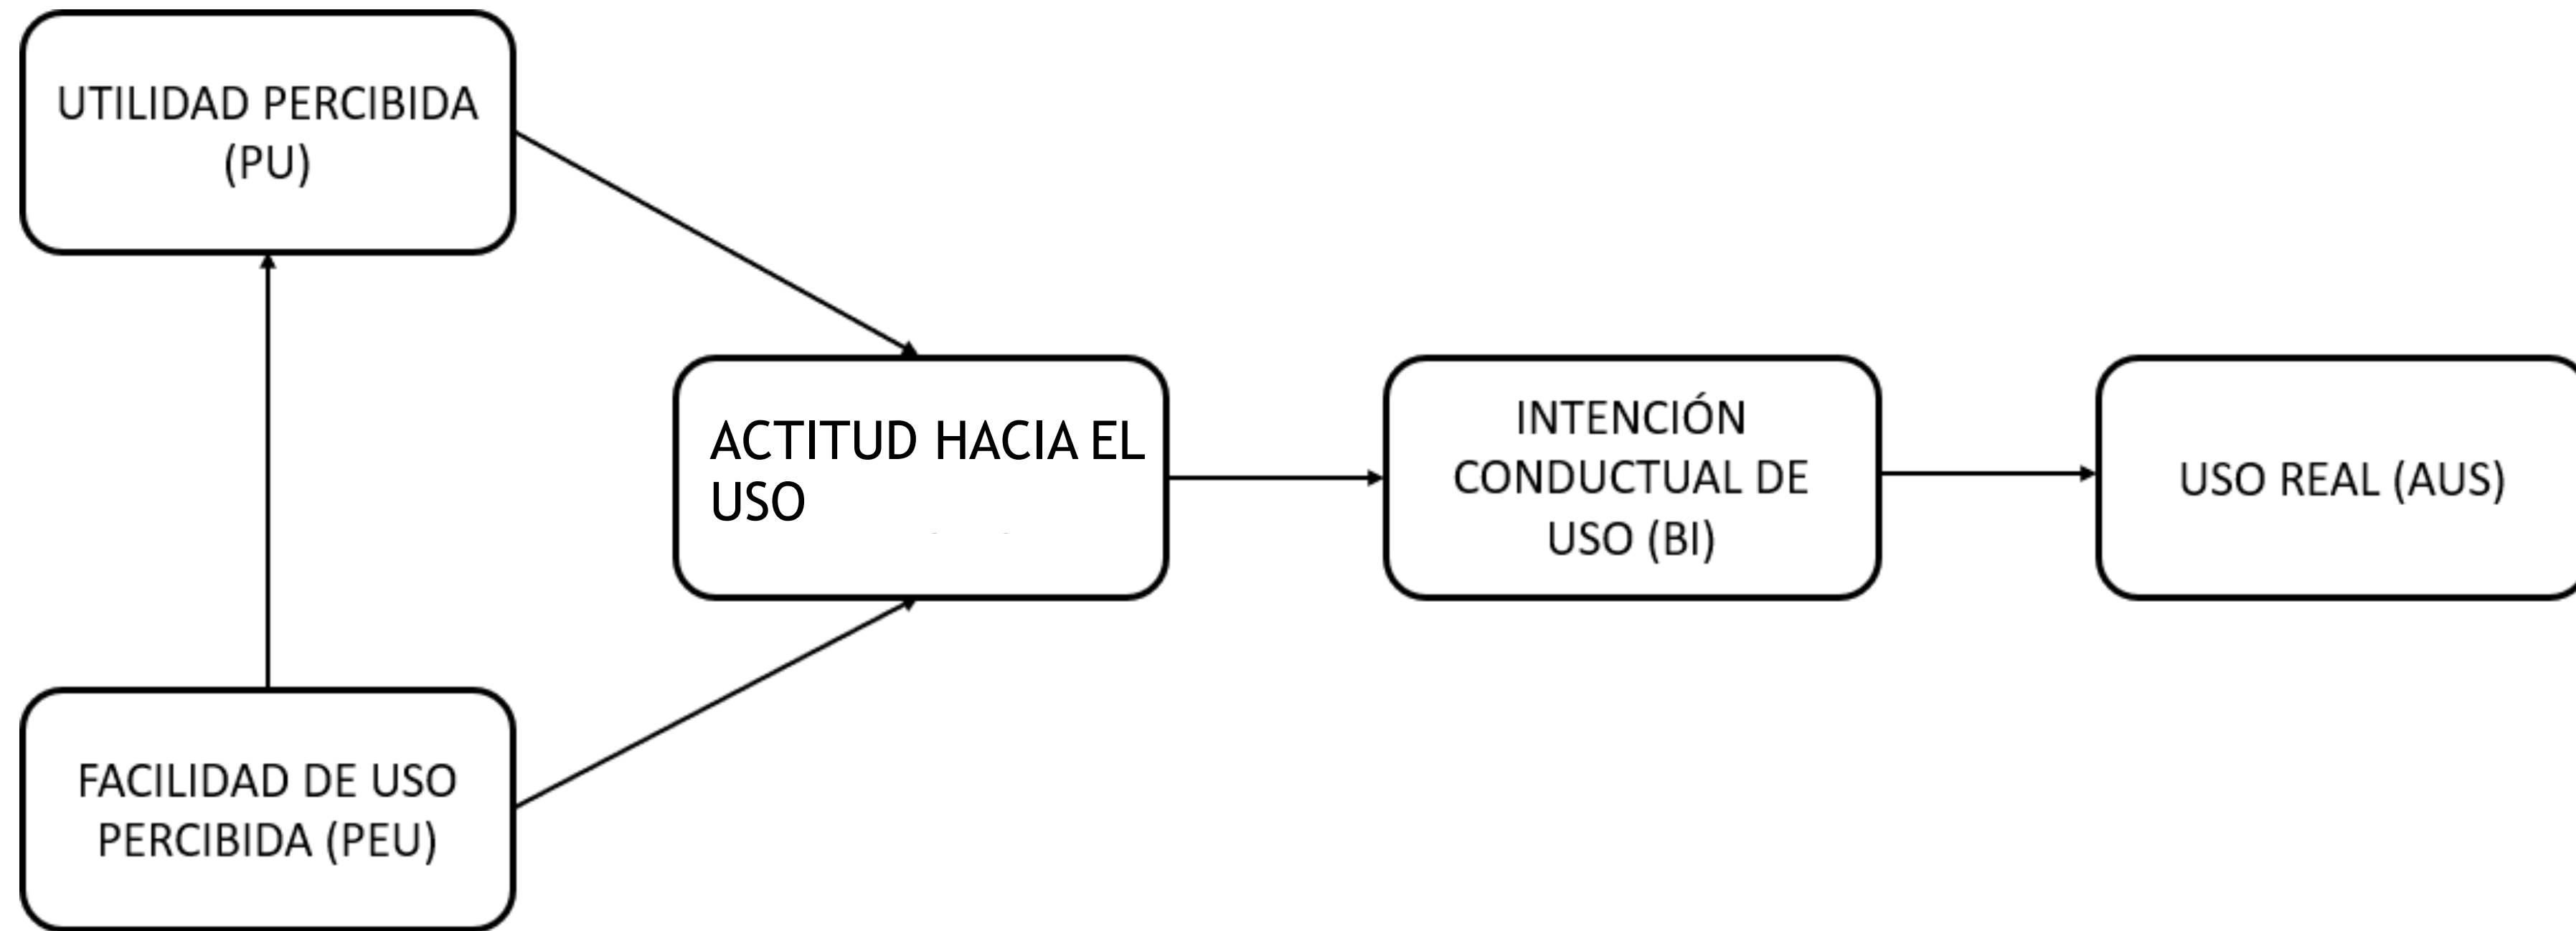 UTILIDAD PERCIBIDA
(PU)
ACTITUD HACIA EL
USO
INTENCIÓN
CONDUCTUAL DE
USO (BI)
USO REAL (AUS)
FACILIDAD DE USO
PERCIBIDA (PEU)